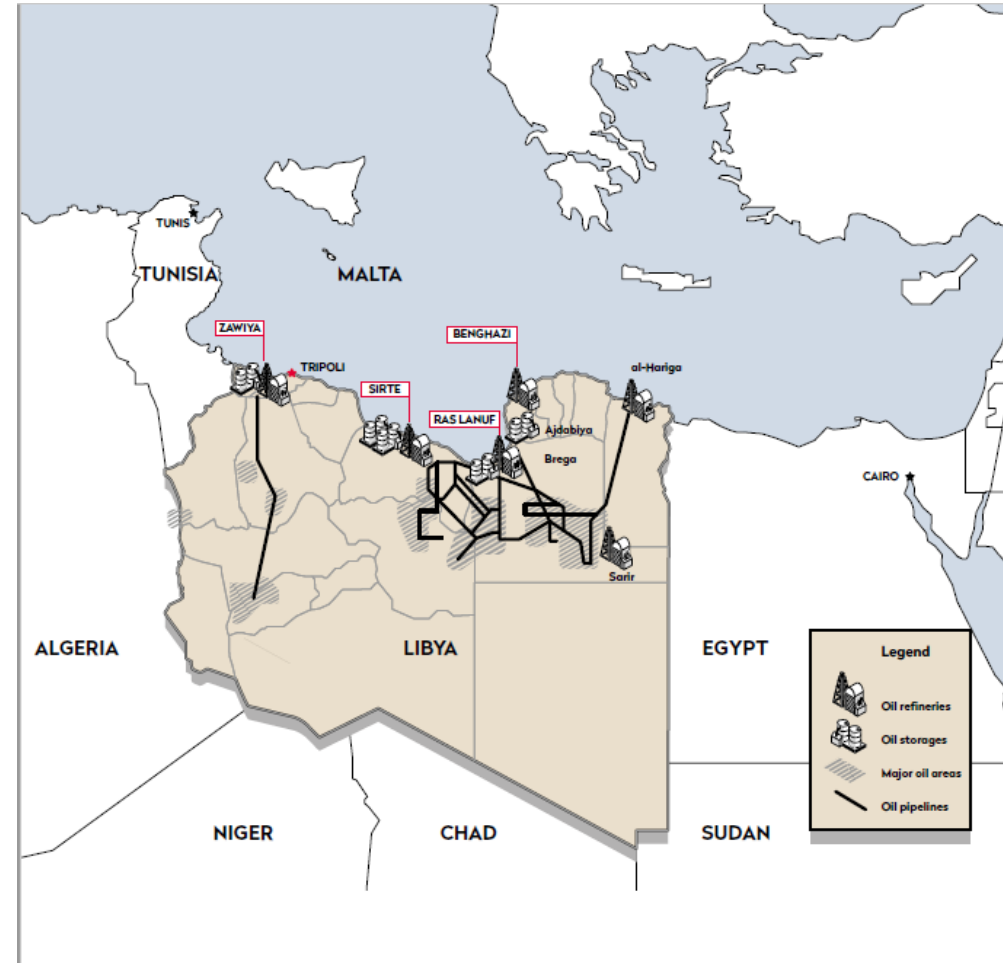 TUNIS
TUNISIA
MALTA
ZAWIYA
BENGHAZI
TRIPOLI
al-Hariga
SIRTE
RAS LANUF
Ajdabiya
Brega
CAIRO
Sarir
ALGERIA
LIBYA
EGYPT
Legend
Oil refineries
Oil storages
Major oil areas
Oil pipelines
NIGER
CHAD
SUDAN